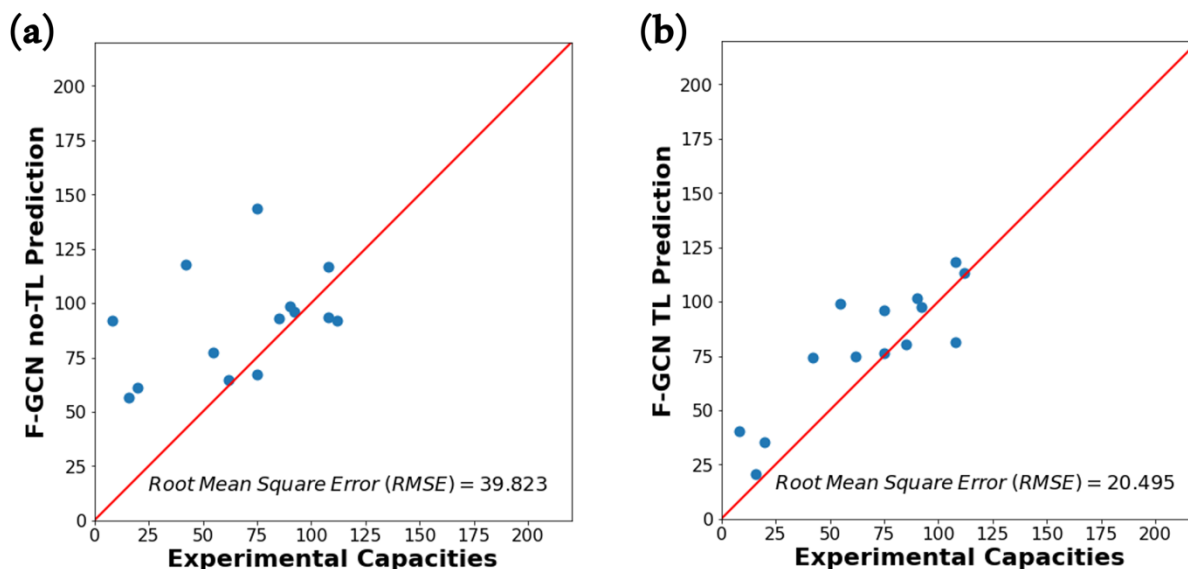 (a)
F-GCN no-TL Prediction
200
175
150
125
100
75
50
25
0
Root Mean Square Error (RMSE) = 39.823
0 25 50 75 100 125 150 175 200
Experimental Capacities
(b)
F-GCN TL Prediction
200
175
150
125
100
75
50
25
0
Root Mean Square Error (RMSE) = 20.495
0 25 50 75 100 125 150 175 200
Experimental Capacities